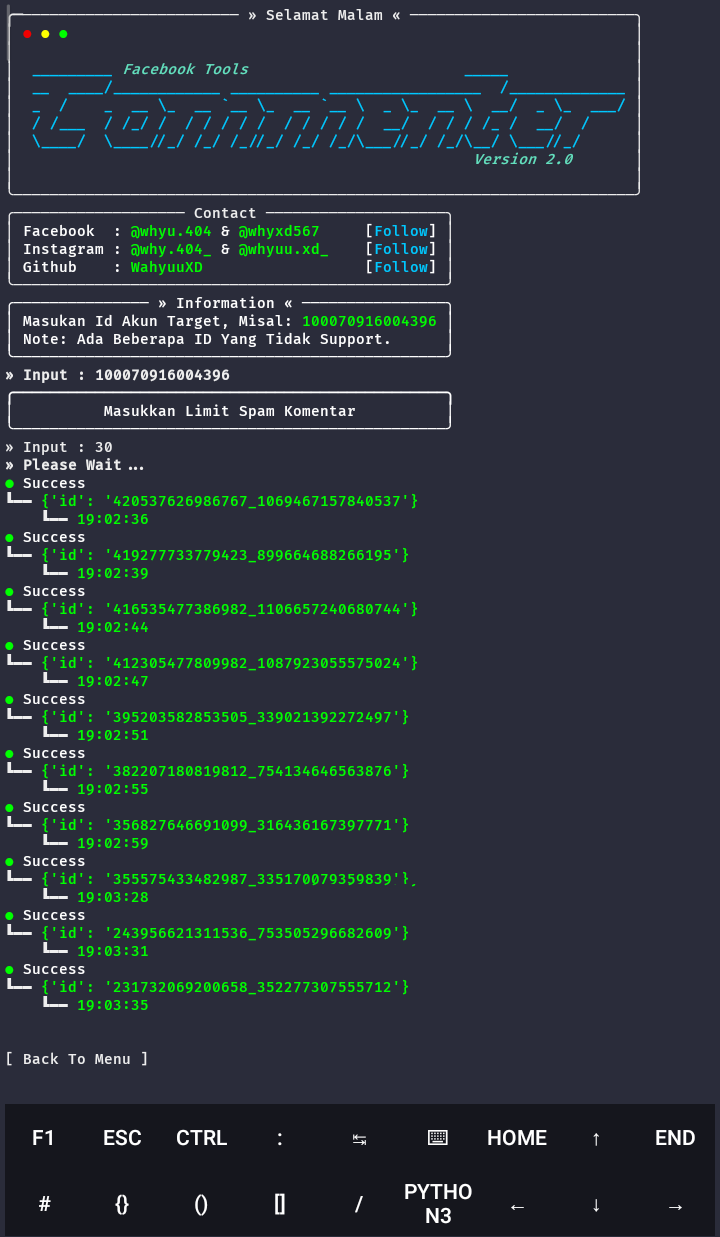 » Selamat Malam «
Facebook Tools
Commenter
Version 2.0
Contact
Facebook : @whyu.404 & @whyxd567 [Follow]
Instagram : @why.404_ & @whyuu.xd_ [Follow]
Github : WahyuuXD [Follow]
» Information «
Masukan Id Akun Target, Misal: 100070916004396
Note: Ada Beberapa ID Yang Tidak Support.
» Input : 100070916004396
Masukkan Limit Spam Komentar
» Input : 30
» Please Wait...
● Success
{'id': '420537626986767_1069467157840537'}
19:02:36
● Success
{'id': '419277733779423_899664688266195'}
19:02:39
● Success
{'id': '416535477386982_1106657240680744'}
19:02:44
● Success
{'id': '412305477809982_1087923055575024'}
19:02:47
● Success
{'id': '395203582853505_339021392272497'}
19:02:51
● Success
{'id': '382207180819812_754134646563876'}
19:02:55
● Success
{'id': '356827646691099_316436167397771'}
19:02:59
● Success
{'id': '355575433482987_335170079359839'}
19:03:28
● Success
{'id': '243956621311536_753505296682609'}
19:03:31
● Success
{'id': '231732069200658_352277307555712'}
19:03:35
[ Back To Menu ]
F1 ESC CTRL : ↹ ⌨ HOME ↑ END
# {} () [] / PYTHO
N3 ← ↓ →